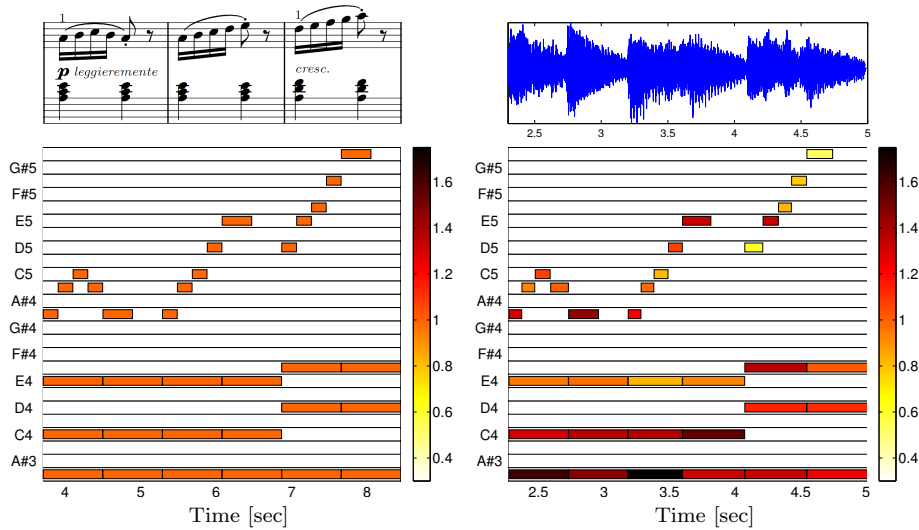 1
1
p leggieremente
cresc.
2.5 3 3.5 4 4.5 5
G#5
F#5
E5
D5
C5
A#4
G#4
F#4
E4
D4
C4
A#3
4 5 6 7 8
Time [sec]
1.6
1.4
1.2
1
0.8
0.6
0.4
G#5
F#5
E5
D5
C5
A#4
G#4
F#4
E4
D4
C4
A#3
2.5 3 3.5 4 4.5 5
Time [sec]
1.6
1.4
1.2
1
0.8
0.6
0.4